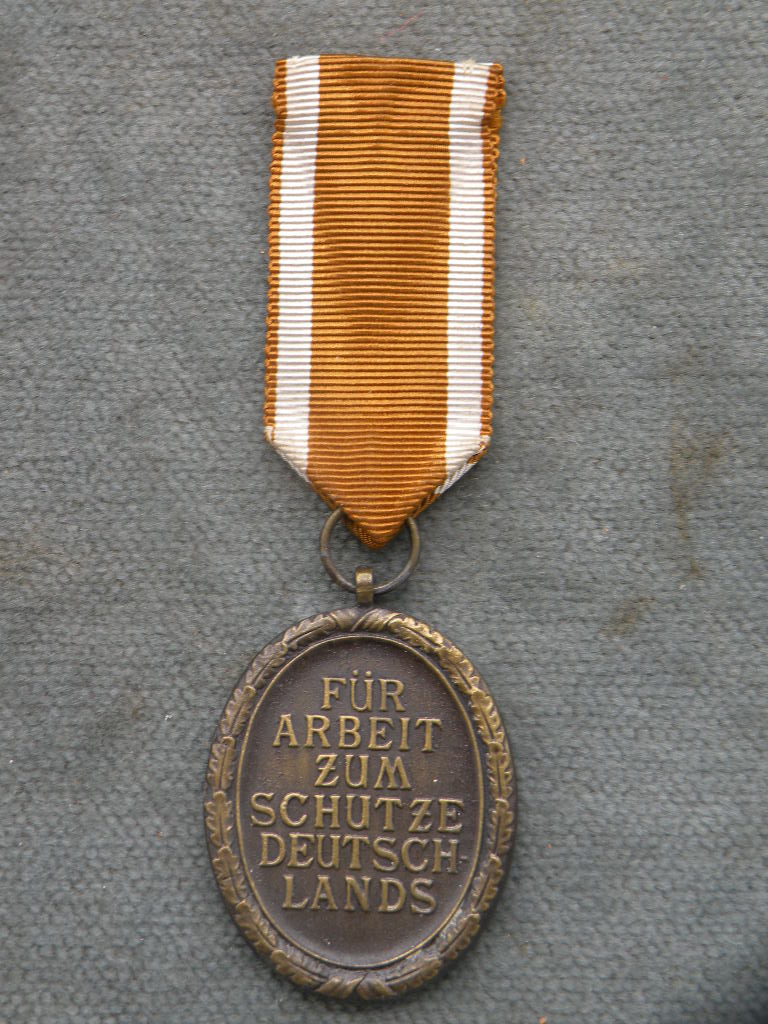 FÜR
ARBEIT
ZUM
SCHUTZE
DEUTSCH-
LANDS